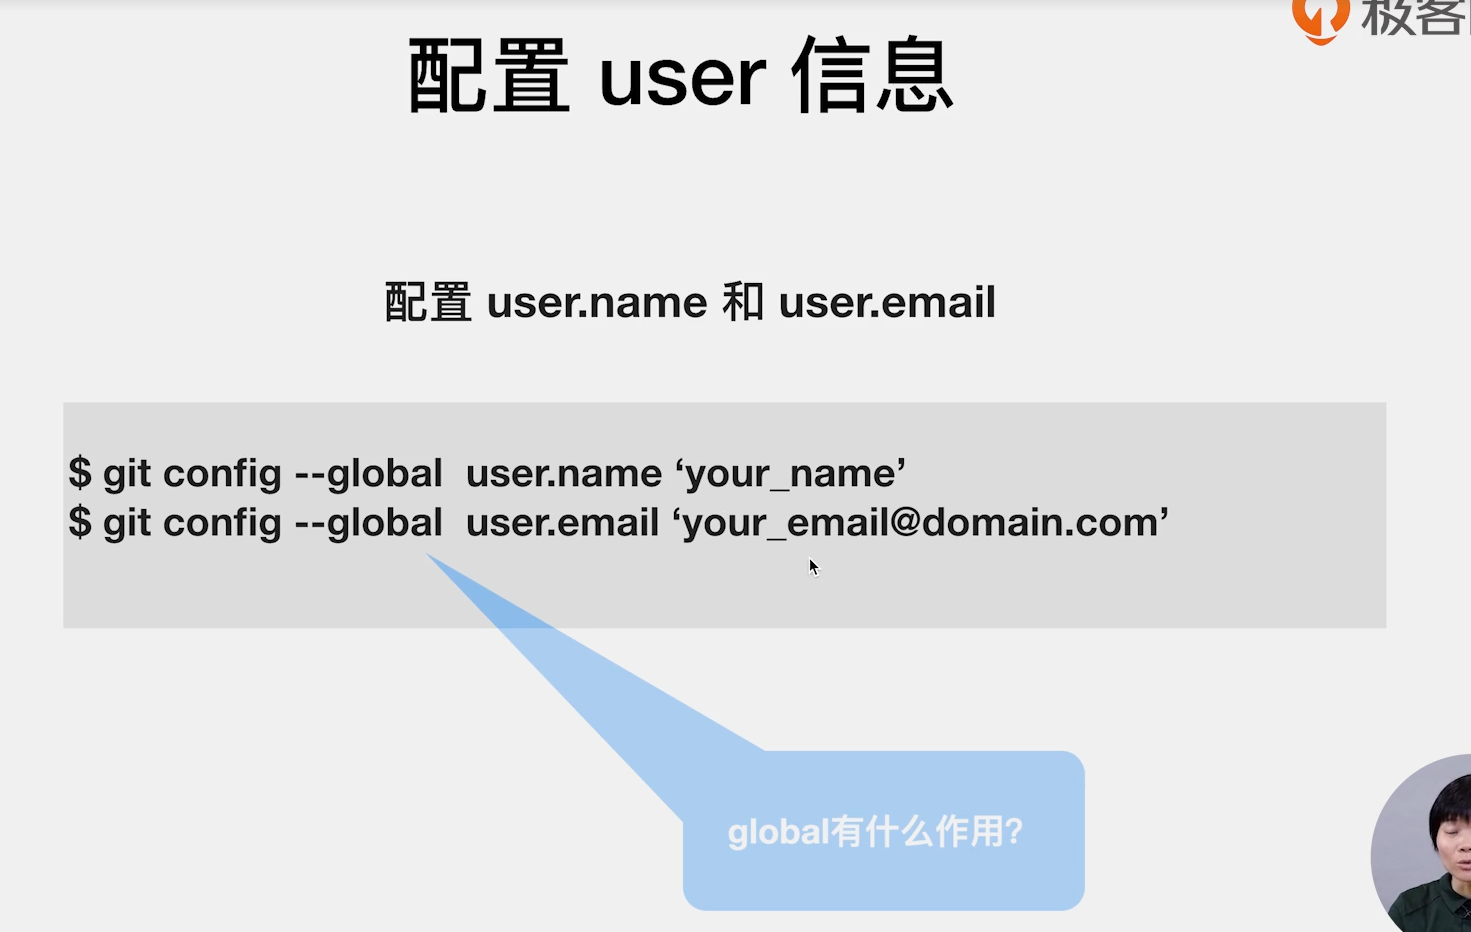 极客
配置 user 信息
配置 user.name 和 user.email
$ git config --global  user.name ‘your_name’
$ git config --global  user.email ‘your_email@domain.com’
global有什么作用?